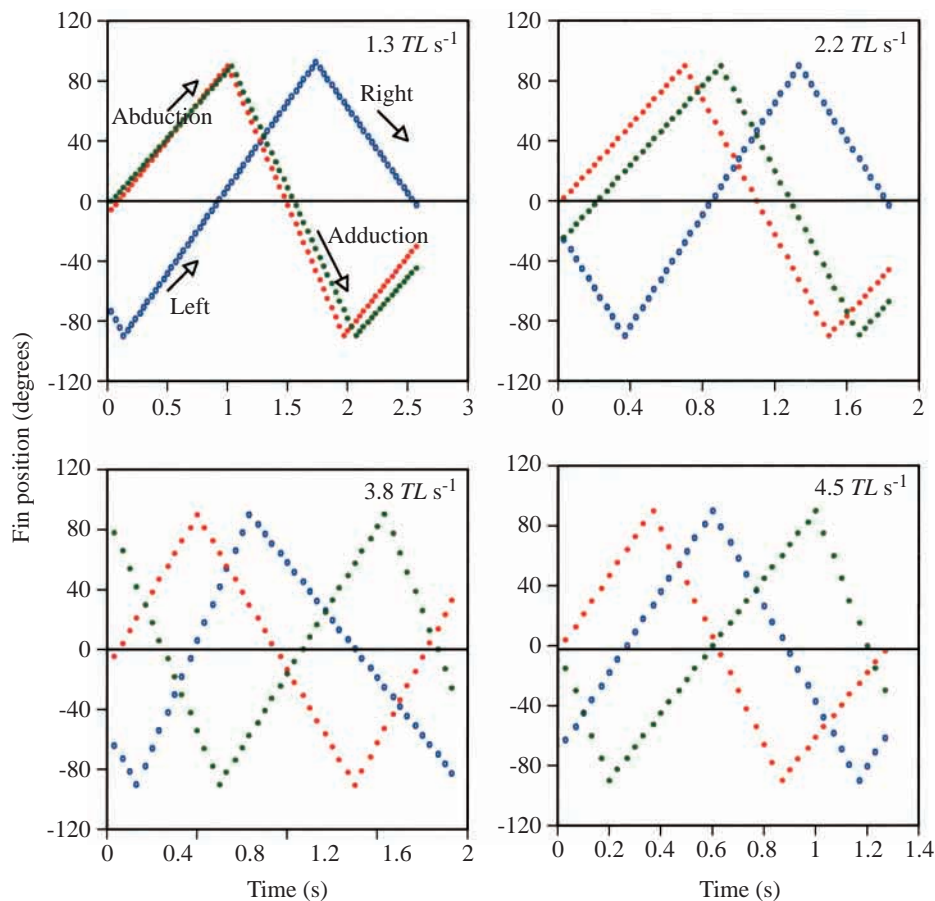 Fin position (degrees)
120
80
40
0
-40
-80
-120
1.3 TL s-1
Abduction
Right
Adduction
Left
0 0.5 1 1.5 2 2.5 3
120
80
40
0
-40
-80
-120
2.2 TL s-1
0 0.4 0.8 1.2 1.6 2
120
80
40
0
-40
-80
-120
3.8 TL s-1
0 0.4 0.8 1.2 1.6 2
Time (s)
120
80
40
0
-40
-80
-120
4.5 TL s-1
0 0.2 0.4 0.6 0.8 1 1.2 1.4
Time (s)